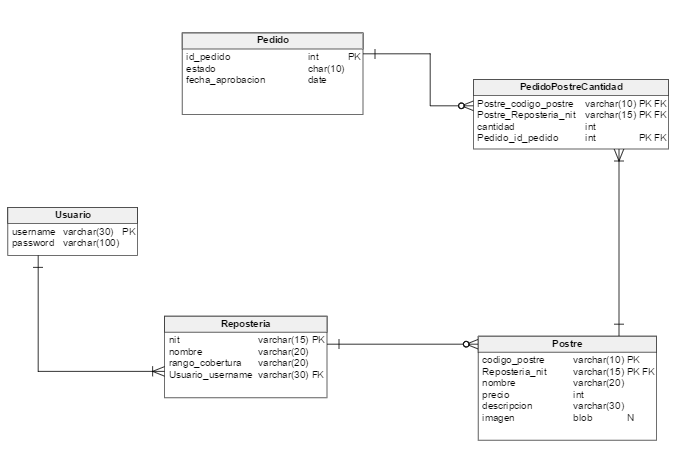 Pedido
id_pedido int PK
estado char(10)
fecha_aprobacion date
PedidoPostreCantidad
Postre_codigo_postre varchar(10) PK FK
Postre_Reposteria_nit varchar(15) PK FK
cantidad int
Pedido_id_pedido int PK FK
Usuario
username varchar(30) PK
password varchar(100)
Reposteria
nit varchar(15) PK
nombre varchar(20)
rango_cobertura varchar(20)
Usuario_username varchar(30) FK
Postre
codigo_postre varchar(10) PK
Reposteria_nit varchar(15) PK FK
nombre varchar(20)
precio int
descripcion varchar(30)
imagen blob N